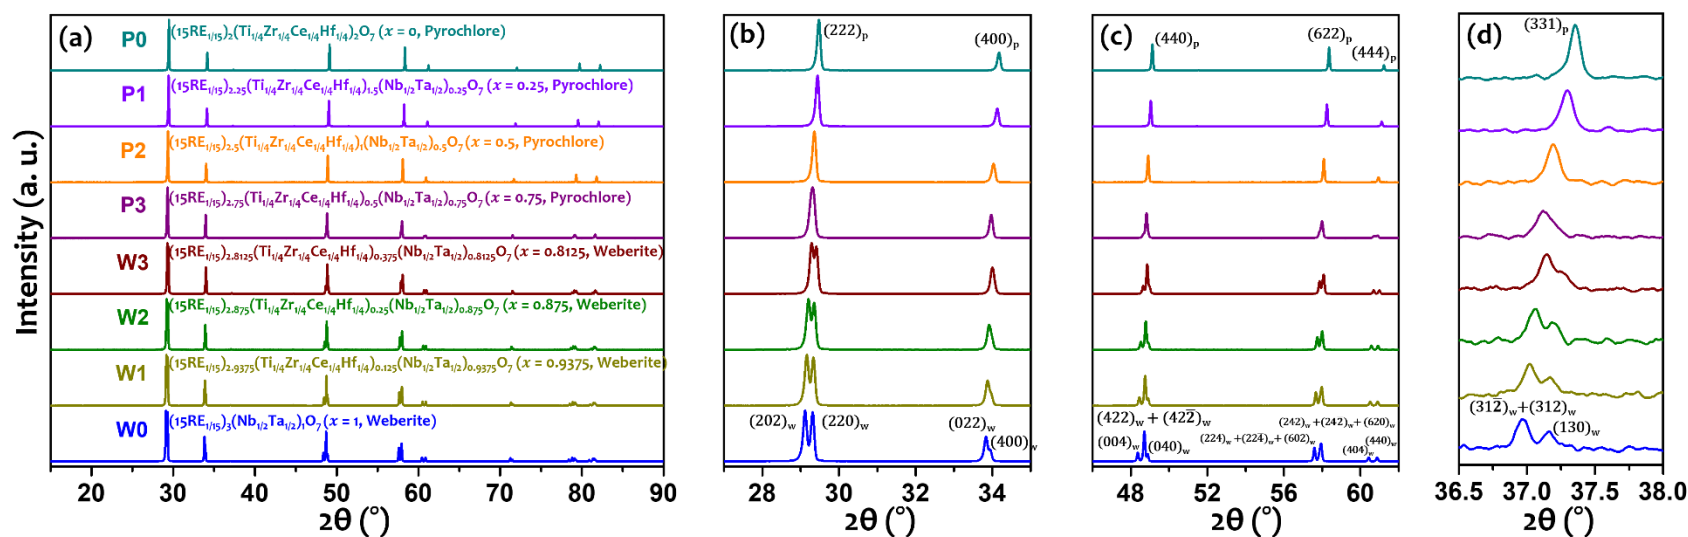 (a)
P0 (15RE₁/₁₅)₂(Ti₁/₄Zr₁/₄Ce₁/₄Hf₁/₄)₂O₇ (x = 0, Pyrochlore)
P1 (15RE₁/₁₅)₂.₂₅(Ti₁/₄Zr₁/₄Ce₁/₄Hf₁/₄)₁.₅(Nb₁/₂Ta₁/₂)₀.₂₅O₇ (x = 0.25, Pyrochlore)
P2 (15RE₁/₁₅)₂.₅(Ti₁/₄Zr₁/₄Ce₁/₄Hf₁/₄)₁(Nb₁/₂Ta₁/₂)₀.₅O₇ (x = 0.5, Pyrochlore)
P3 (15RE₁/₁₅)₂.₇₅(Ti₁/₄Zr₁/₄Ce₁/₄Hf₁/₄)₀.₅(Nb₁/₂Ta₁/₂)₀.₇₅O₇ (x = 0.75, Pyrochlore)
W3 (15RE₁/₁₅)₂.₈₁₂₅(Ti₁/₄Zr₁/₄Ce₁/₄Hf₁/₄)₀.₃₇₅(Nb₁/₂Ta₁/₂)₀.₈₁₂₅O₇ (x = 0.8125, Weberite)
W2 (15RE₁/₁₅)₂.₈₇₅(Ti₁/₄Zr₁/₄Ce₁/₄Hf₁/₄)₀.₂₅(Nb₁/₂Ta₁/₂)₀.₈₇₅O₇ (x = 0.875, Weberite)
W1 (15RE₁/₁₅)₂.₉₃₇₅(Ti₁/₄Zr₁/₄Ce₁/₄Hf₁/₄)₀.₁₂₅(Nb₁/₂Ta₁/₂)₀.₉₃₇₅O₇ (x = 0.9375, Weberite)
W0 (15RE₁/₁₅)₃(Nb₁/₂Ta₁/₂)₁O₇ (x = 1, Weberite)
Intensity (a. u.)
20 30 40 50 60 70 80 90
2θ (°)
(b)
(222)ₚ
(400)ₚ
(202)w
(220)w
(022)w
(400)w
28 30 32 34
2θ (°)
(c)
(440)ₚ
(622)ₚ
(444)ₚ
(422)w + (422̄)w
(004)w
(040)w
(242)w + (242̄)w + (620)w
(224)w + (224̄)w + (602)w
(440)w
(404)w
48 52 56 60
2θ (°)
(d)
(331)ₚ
(312̄)w + (312)w
(130)w
36.5 37.0 37.5 38.0
2θ (°)